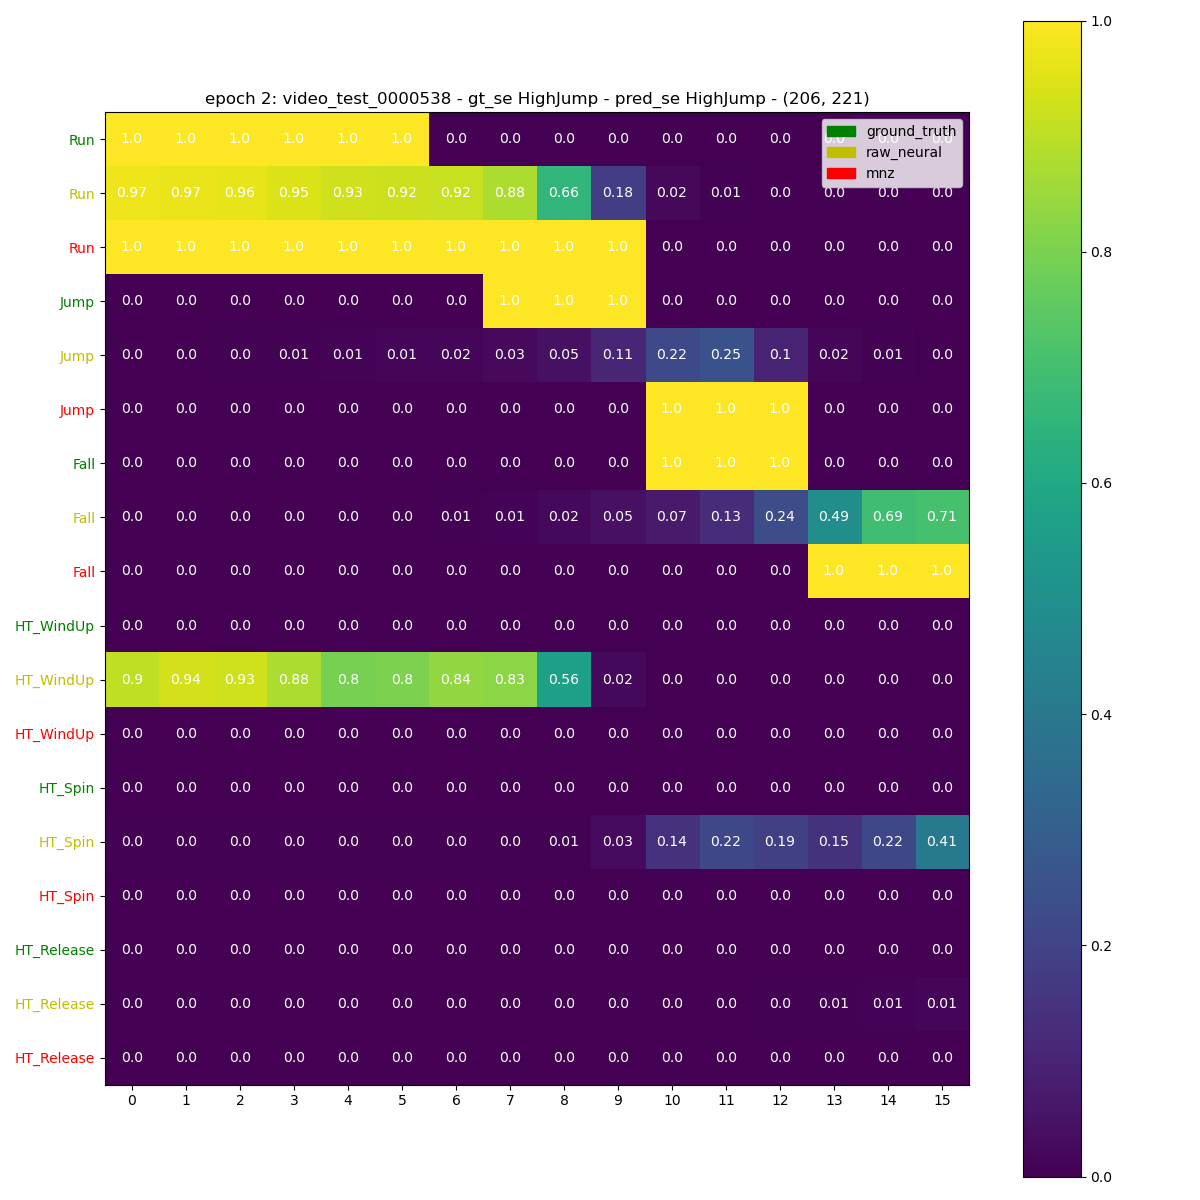 epoch 2: video_test_0000538 - gt_se HighJump - pred_se HighJump - (206, 221)
ground_truth
raw_neural
mnz
Run 1.0 1.0 1.0 1.0 1.0 1.0 0.0 0.0 0.0 0.0 0.0 0.0 0.0 0.0
Run 0.97 0.97 0.96 0.95 0.93 0.92 0.92 0.88 0.66 0.18 0.02 0.01 0.0 0.0 0.0 0.0
Run 1.0 1.0 1.0 1.0 1.0 1.0 1.0 1.0 1.0 1.0 0.0 0.0 0.0 0.0 0.0 0.0
Jump 0.0 0.0 0.0 0.0 0.0 0.0 0.0 1.0 1.0 1.0 0.0 0.0 0.0 0.0 0.0 0.0
Jump 0.0 0.0 0.0 0.01 0.01 0.01 0.02 0.03 0.05 0.11 0.22 0.25 0.1 0.02 0.01 0.0
Jump 0.0 0.0 0.0 0.0 0.0 0.0 0.0 0.0 0.0 0.0 1.0 1.0 1.0 0.0 0.0 0.0
Fall 0.0 0.0 0.0 0.0 0.0 0.0 0.0 0.0 0.0 0.0 1.0 1.0 1.0 0.0 0.0 0.0
Fall 0.0 0.0 0.0 0.0 0.0 0.0 0.01 0.01 0.02 0.05 0.07 0.13 0.24 0.49 0.69 0.71
Fall 0.0 0.0 0.0 0.0 0.0 0.0 0.0 0.0 0.0 0.0 0.0 0.0 0.0 1.0 1.0 1.0
HT_WindUp 0.0 0.0 0.0 0.0 0.0 0.0 0.0 0.0 0.0 0.0 0.0 0.0 0.0 0.0 0.0 0.0
HT_WindUp 0.9 0.94 0.93 0.88 0.8 0.8 0.84 0.83 0.56 0.02 0.0 0.0 0.0 0.0 0.0 0.0
HT_WindUp 0.0 0.0 0.0 0.0 0.0 0.0 0.0 0.0 0.0 0.0 0.0 0.0 0.0 0.0 0.0 0.0
HT_Spin 0.0 0.0 0.0 0.0 0.0 0.0 0.0 0.0 0.0 0.0 0.0 0.0 0.0 0.0 0.0 0.0
HT_Spin 0.0 0.0 0.0 0.0 0.0 0.0 0.0 0.0 0.01 0.03 0.14 0.22 0.19 0.15 0.22 0.41
HT_Spin 0.0 0.0 0.0 0.0 0.0 0.0 0.0 0.0 0.0 0.0 0.0 0.0 0.0 0.0 0.0 0.0
HT_Release 0.0 0.0 0.0 0.0 0.0 0.0 0.0 0.0 0.0 0.0 0.0 0.0 0.0 0.0 0.0 0.0
HT_Release 0.0 0.0 0.0 0.0 0.0 0.0 0.0 0.0 0.0 0.0 0.0 0.0 0.0 0.01 0.01 0.01
HT_Release 0.0 0.0 0.0 0.0 0.0 0.0 0.0 0.0 0.0 0.0 0.0 0.0 0.0 0.0 0.0 0.0
0 1 2 3 4 5 6 7 8 9 10 11 12 13 14 15
1.0
0.8
0.6
0.4
0.2
0.0